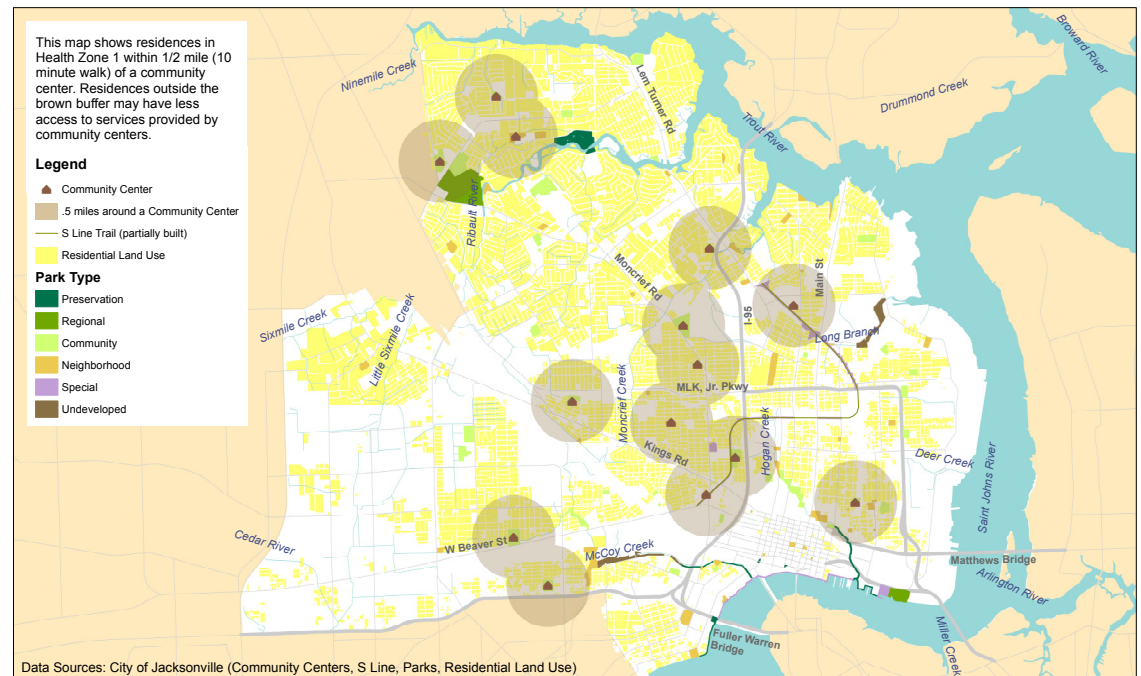 This map shows residences in
Health Zone 1 within 1/2 mile (10
minute walk) of a community
center. Residences outside the
brown buffer may have less
access to services provided by
community centers.
Legend
Community Center
.5 miles around a Community Center
S Line Trail (partially built)
Residential Land Use
Park Type
Preservation
Regional
Community
Neighborhood
Special
Undeveloped
Ninemile Creek
Lem Turner Rd
Broward River
Drummond Creek
Trout River
Ribault River
Moncrief Rd
Main St
I-95
Long Branch
Sixmile Creek
Little Sixmile Creek
MLK, Jr. Pkwy
Moncrief Creek
Kings Rd
Hogan Creek
Deer Creek
Saint Johns River
Cedar River
W Beaver St
McCoy Creek
Matthews Bridge
Arlington River
Miller Creek
Fuller Warren
Bridge
Data Sources: City of Jacksonville (Community Centers, S Line, Parks, Residential Land Use)